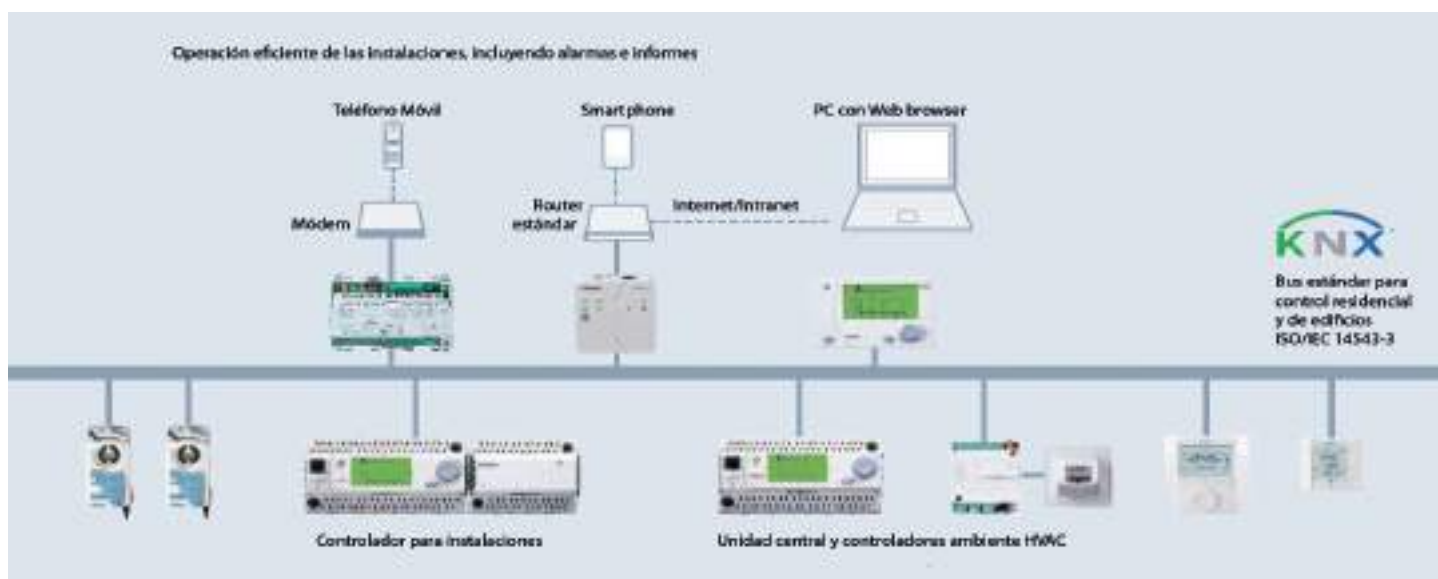 Operación eficiente de las instalaciones, incluyendo alarmas e informes
Teléfono Móvil
Smartphone
PC con Web browser
Módem
Router
estándar
Internet/Intranet
KNX
Bus estándar para
control residencial
y de edificios
ISO/IEC 14543-3
Controlador para instalaciones
Unidad central y controladores ambiente HVAC